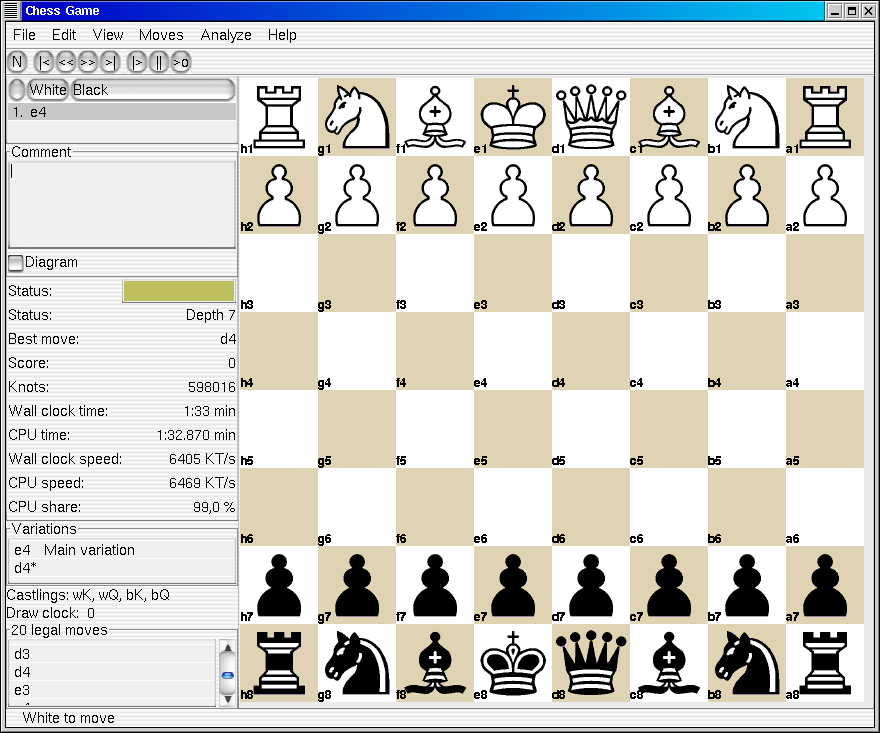 Chess Game
File Edit View Moves Analyze Help
N |< << >> >| |> || >o
White Black
1. e4
Comment
Diagram
Status:
Status: Depth 7
Best move: d4
Score: 0
Knots: 598016
Wall clock time: 1:33 min
CPU time: 1:32.870 min
Wall clock speed: 6405 KT/s
CPU speed: 6469 KT/s
CPU share: 99,0 %
Variations
e4 Main variation
d4*
Castlings: wK, wQ, bK, bQ
Draw clock: 0
20 legal moves
d3
d4
e3
White to move
h1 g1 f1 e1 d1 c1 b1 a1
h2 g2 f2 e2 d2 c2 b2 a2
h3 g3 f3 e3 d3 c3 b3 a3
h4 g4 f4 e4 d4 c4 b4 a4
h5 g5 f5 e5 d5 c5 b5 a5
h6 g6 f6 e6 d6 c6 b6 a6
h7 g7 f7 e7 d7 c7 b7 a7
h8 g8 f8 e8 d8 c8 b8 a8